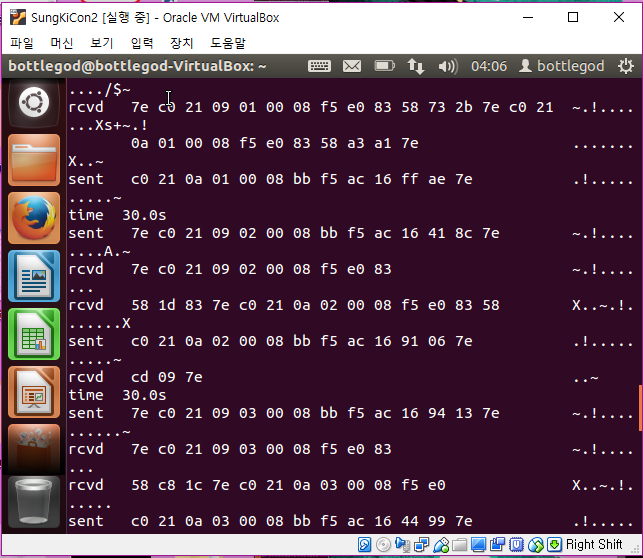 SungKiCon2 [실행 중] - Oracle VM VirtualBox
파일 머신 보기 입력 장치 도움말
bottlegod@bottlegod-VirtualBox: ~ 04:06 bottlegod
..../$~
rcvd 7e c0 21 09 01 00 08 f5 e0 83 58 73 2b 7e c0 21 ~.!....
...Xs+~.!
0a 01 00 08 f5 e0 83 58 a3 a1 7e .......
X..~
sent c0 21 0a 01 00 08 bb f5 ac 16 ff ae 7e .!.....
.....~
time 30.0s
sent 7e c0 21 09 02 00 08 bb f5 ac 16 41 8c 7e ~.!....
....A.~
rcvd 7e c0 21 09 02 00 08 f5 e0 83 ~.!....
...
rcvd 58 1d 83 7e c0 21 0a 02 00 08 f5 e0 83 58 X..~.!.
......X
sent c0 21 0a 02 00 08 bb f5 ac 16 91 06 7e .!.....
.....~
rcvd cd 09 7e ..~
time 30.0s
sent 7e c0 21 09 03 00 08 bb f5 ac 16 94 13 7e ~.!....
......~
rcvd 7e c0 21 09 03 00 08 f5 e0 83 ~.!....
...
rcvd 58 c8 1c 7e c0 21 0a 03 00 08 f5 e0 X..~.!.
.....
sent c0 21 0a 03 00 08 bb f5 ac 16 44 99 7e .!.....
Right Shift